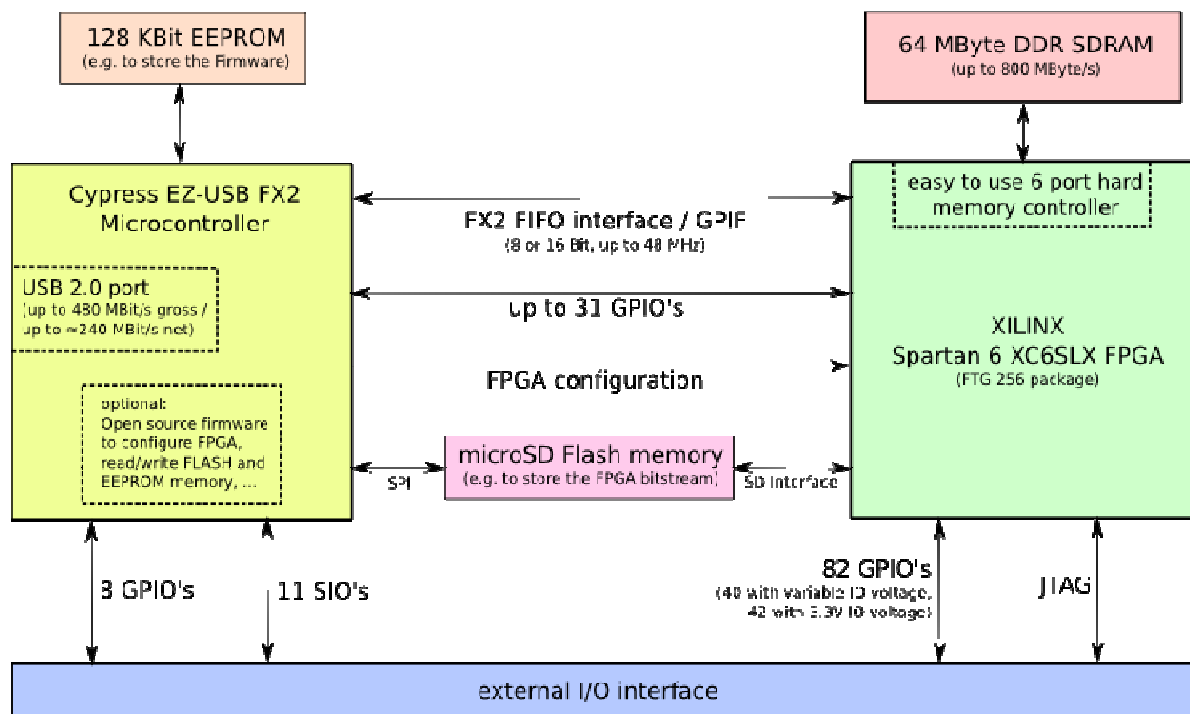 128 KBit EEPROM
(e.g. to store the Firmware)
64 MByte DDR SDRAM
(up to 800 MByte/s)
Cypress EZ-USB FX2
Microcontroller
easy to use 6 port hard
memory controller
FX2 FIFO interface / GPIF
(8 or 16 Bit, up to 48 MHz)
USB 2.0 port
(up to 480 MBit/s gross /
up to ~240 MBit/s net)
up to 31 GPIO's
XILINX
Spartan 6 XC6SLX FPGA
(FTG 256 package)
FPGA configuration
optional:
Open source firmware
to configure FPGA,
read/write FLASH and
EEPROM memory, ...
microSD Flash memory
(e.g. to store the FPGA bitstream)
SPI
SD Interface
GPIO's
11 SIO's
82 GPIO's
(40 with variable IO voltage,
42 with 3.3V IO voltage)
JTAG
external I/O interface